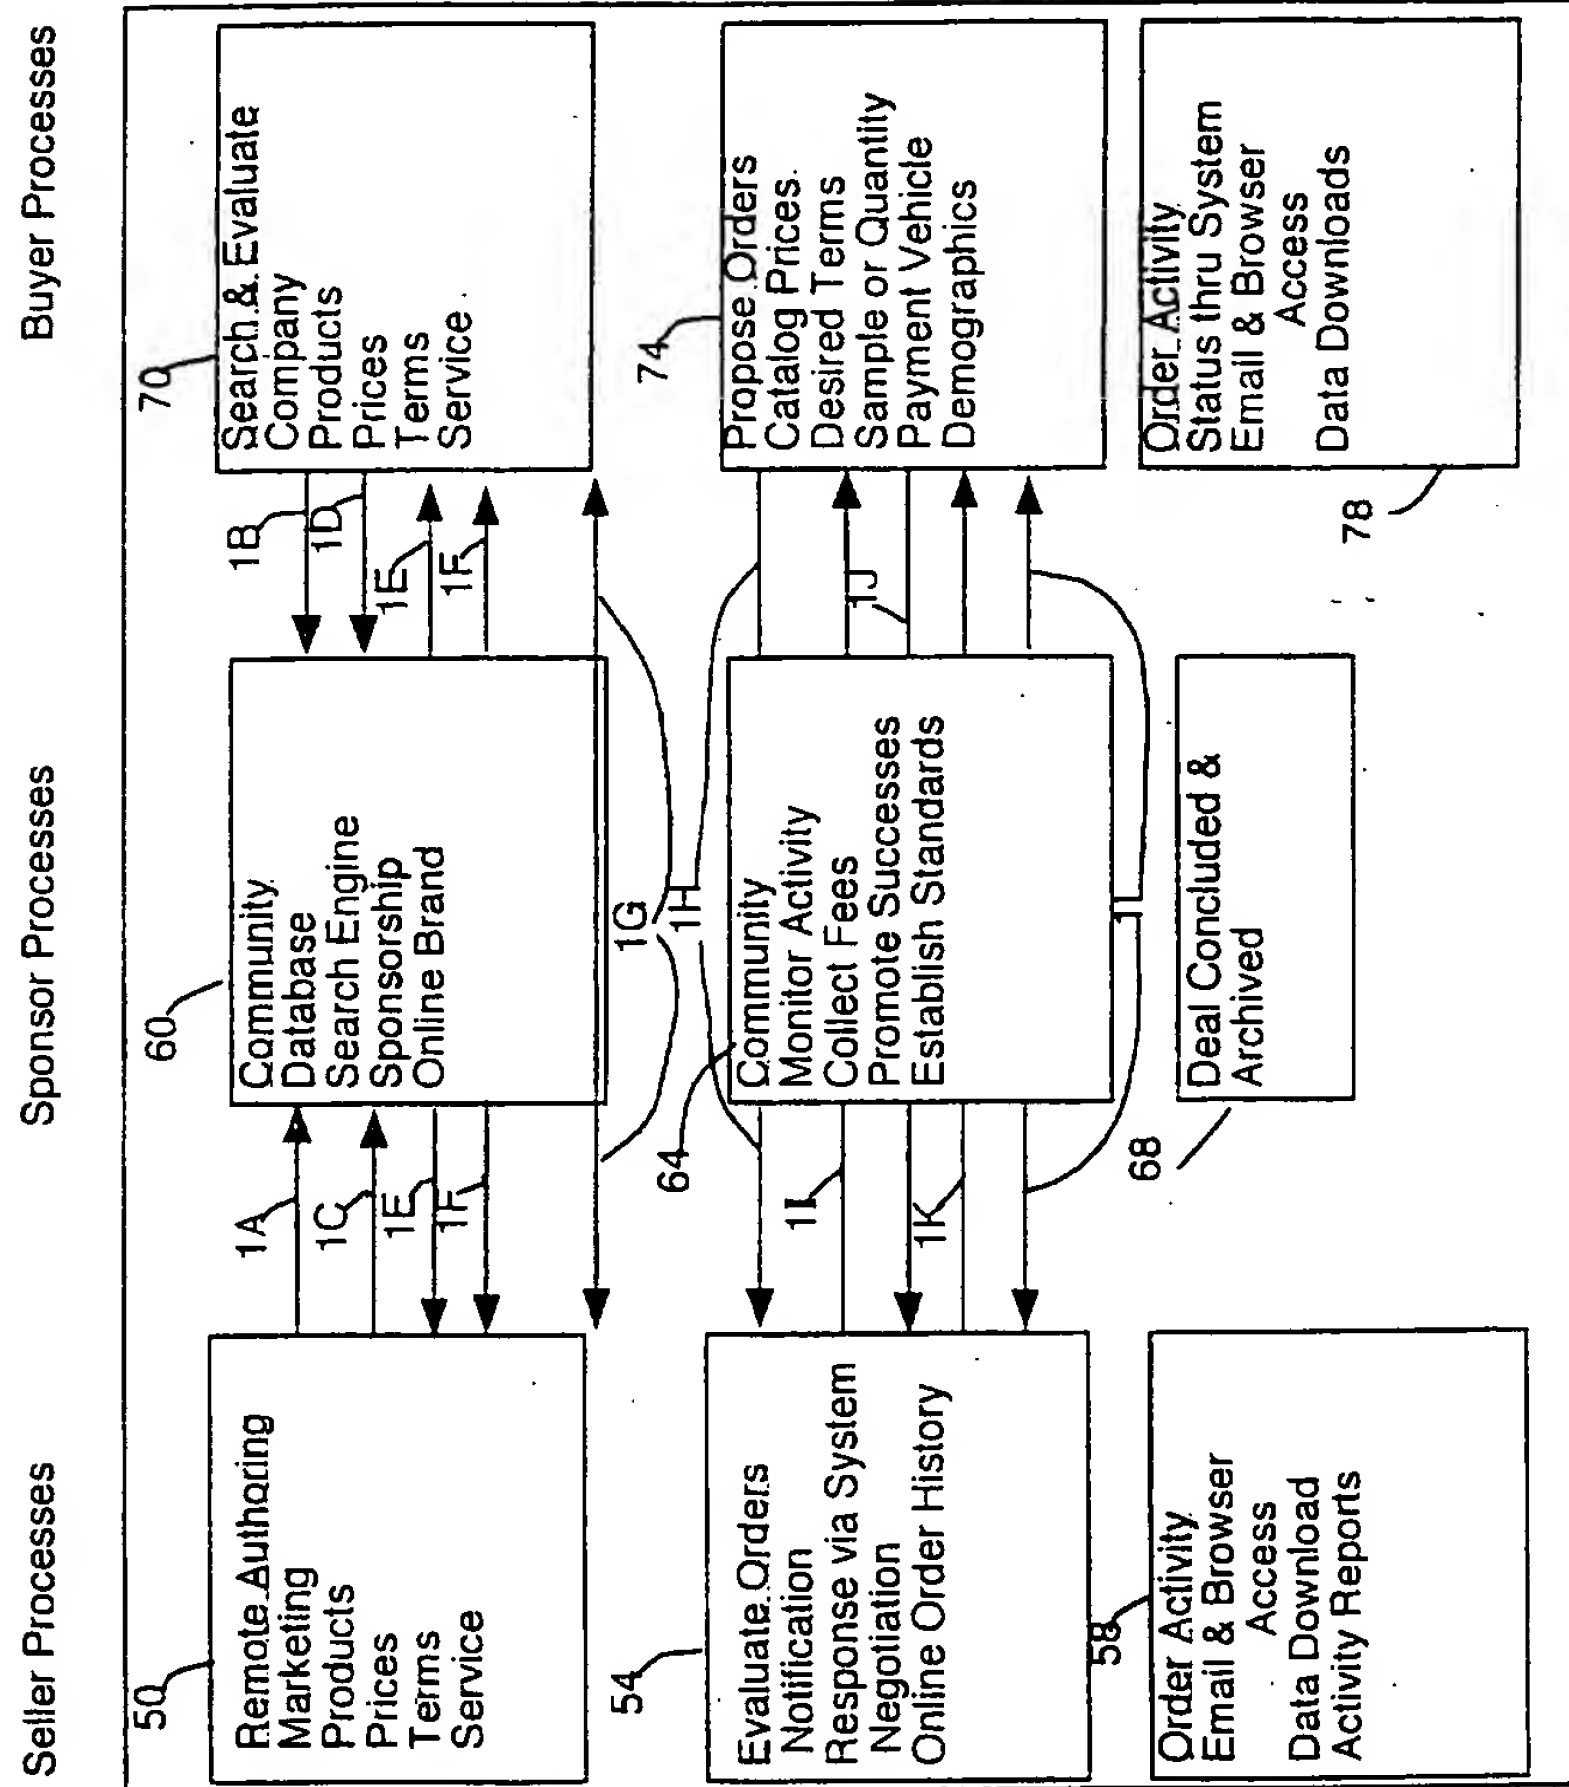 Seller Processes
Sponsor Processes
Buyer Processes
50
Remote Authoring
Marketing
Products
Prices
Terms
Service
1A
1C
1E
1F
60
Community
Database
Search Engine
Sponsorship
Online Brand
1B
1D
1E
1F
70
Search & Evaluate
Company
Products
Prices
Terms
Service
1G
1H
54
Evaluate Orders
Notification
Response via System
Negotiation
Online Order History
1I
1K
64
Community
Monitor Activity
Collect Fees
Promote Successes
Establish Standards
1J
1L
74
Propose Orders
Catalog Prices
Desired Terms
Sample or Quantity
Payment Vehicle
Demographics
58
Order Activity
Email & Browser
Access
Data Download
Activity Reports
68
Deal Concluded &
Archived
78
Order Activity
Status thru System
Email & Browser
Access
Data Downloads